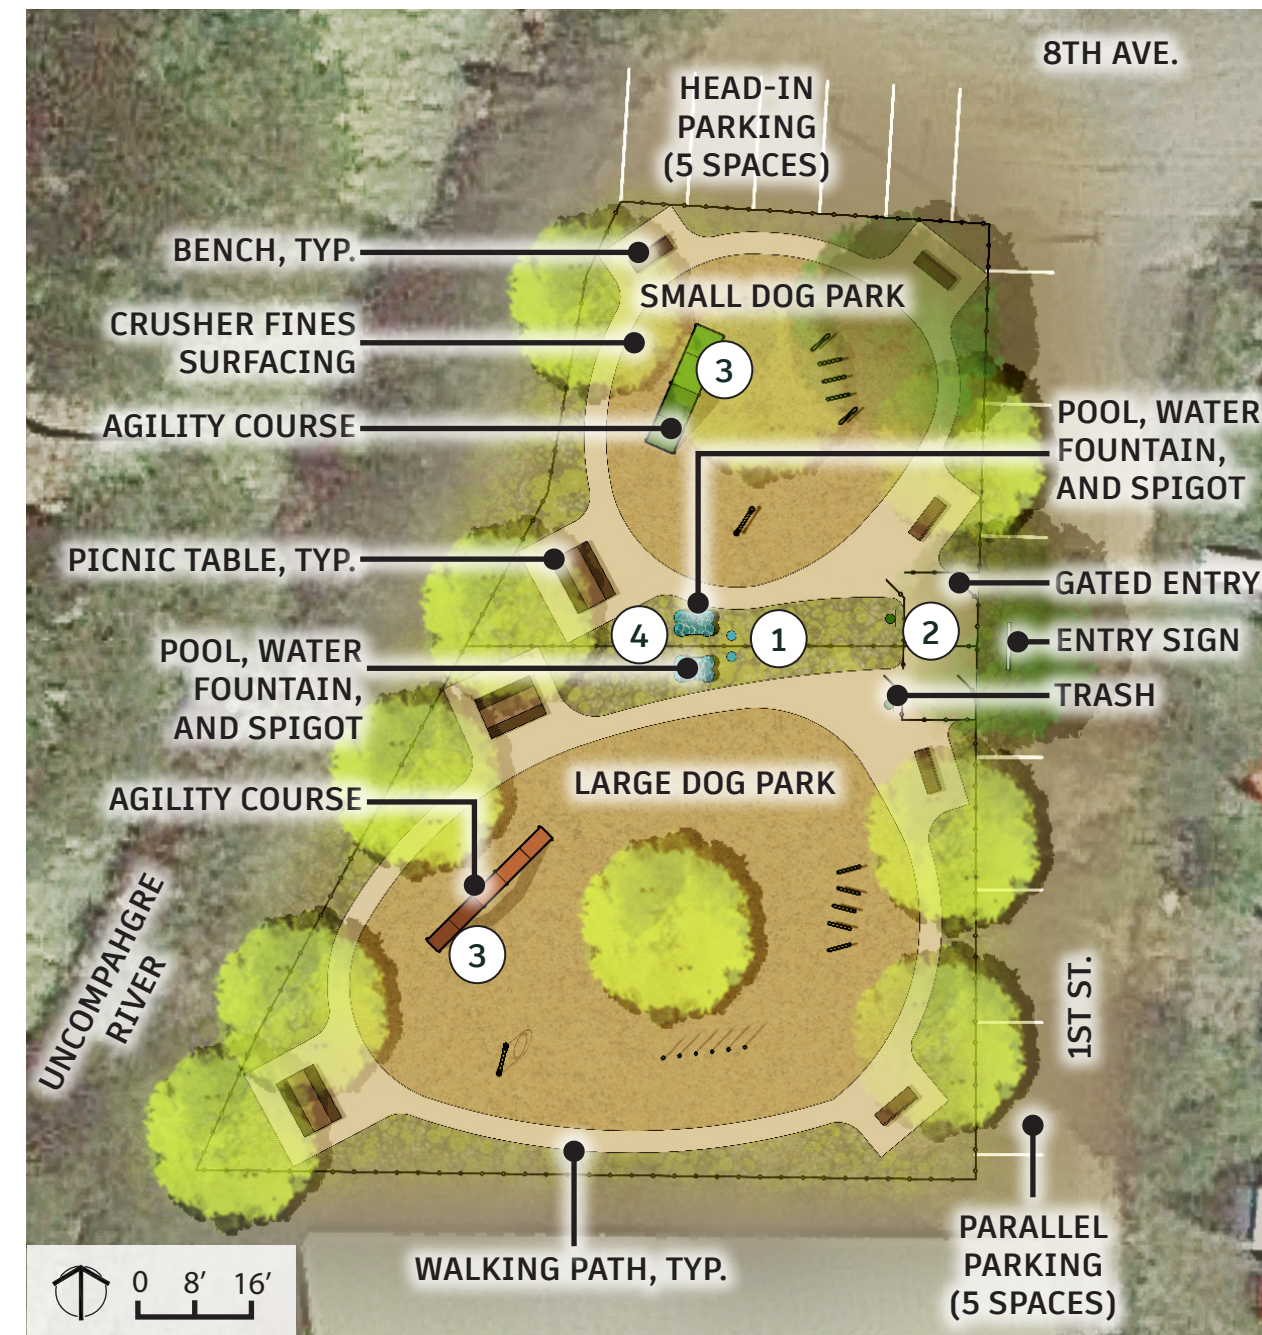 8TH AVE.
HEAD-IN
PARKING
(5 SPACES)
BENCH, TYP.
SMALL DOG PARK
CRUSHER FINES
SURFACING
3
AGILITY COURSE
POOL, WATER
FOUNTAIN,
AND SPIGOT
PICNIC TABLE, TYP.
GATED ENTRY
4
1
2
ENTRY SIGN
POOL, WATER
FOUNTAIN,
AND SPIGOT
TRASH
LARGE DOG PARK
AGILITY COURSE
3
UNCOMPAHGRE
RIVER
1ST ST.
WALKING PATH, TYP.
PARALLEL
PARKING
(5 SPACES)
0 8' 16'